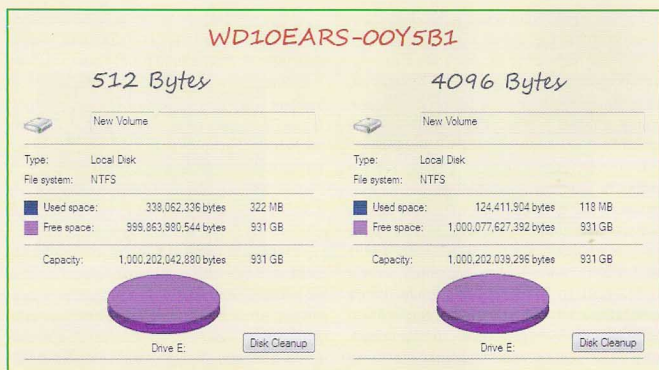 WD10EARS-00Y5B1
512 Bytes
New Volume
Type: Local Disk
File system: NTFS
Used space: 338,062,336 bytes 322 MB
Free space: 999,863,980,544 bytes 931 GB
Capacity: 1,000,202,042,880 bytes 931 GB
Drive E: Disk Cleanup
4096 Bytes
New Volume
Type: Local Disk
File system: NTFS
Used space: 124,411,904 bytes 118 MB
Free space: 1,000,077,627,392 bytes 931 GB
Capacity: 1,000,202,039,296 bytes 931 GB
Drive E: Disk Cleanup